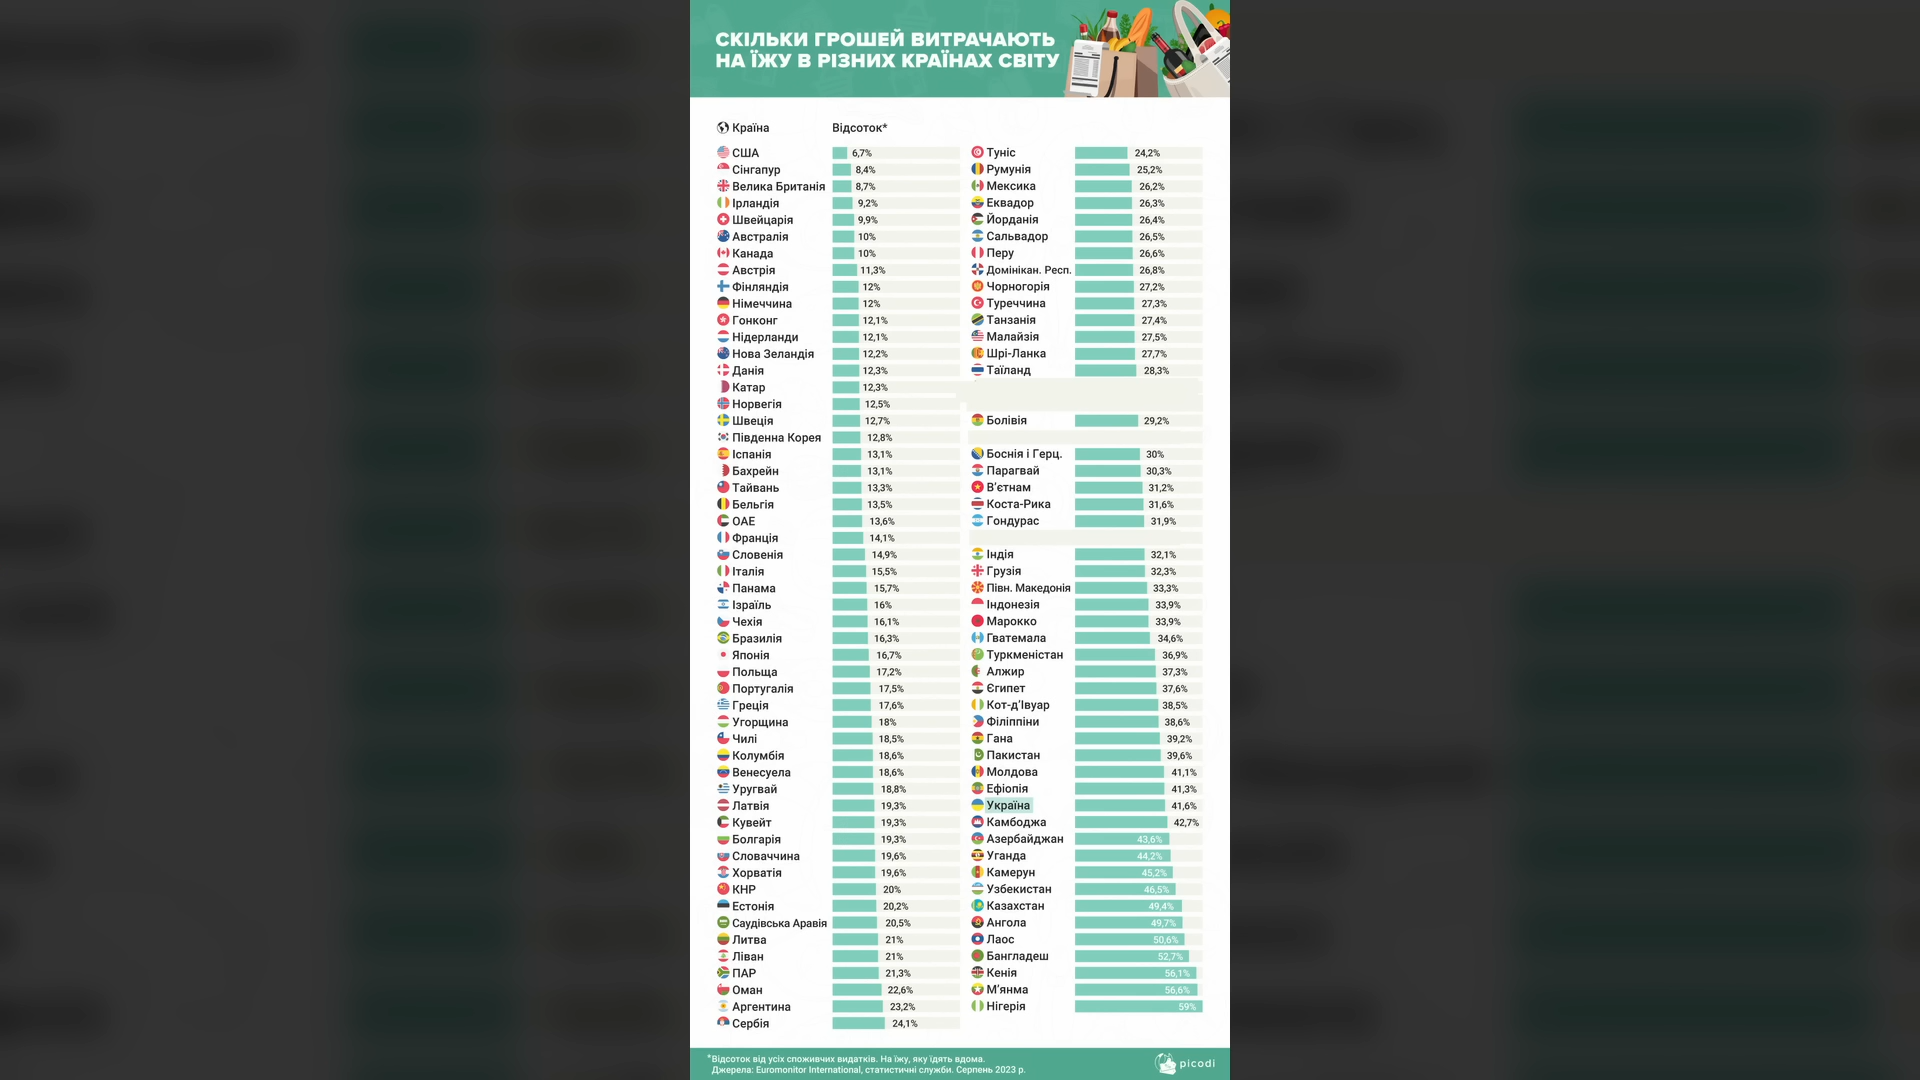 СКІЛЬКИ ГРОШЕЙ ВИТРАЧАЮТЬ
НА ЇЖУ В РІЗНИХ КРАЇНАХ СВІТУ
Країна Відсоток*
США 6,7%
Сінгапур 8,4%
Велика Британія 8,7%
Ірландія 9,2%
Швейцарія 9,9%
Австралія 10%
Канада 10%
Австрія 11,3%
Фінляндія 12%
Німеччина 12%
Гонконг 12,1%
Нідерланди 12,1%
Нова Зеландія 12,2%
Данія 12,3%
Катар 12,3%
Норвегія 12,5%
Швеція 12,7%
Південна Корея 12,8%
Іспанія 13,1%
Бахрейн 13,1%
Тайвань 13,3%
Бельгія 13,5%
ОАЕ 13,6%
Франція 14,1%
Словенія 14,9%
Італія 15,5%
Панама 15,7%
Ізраїль 16%
Чехія 16,1%
Бразилія 16,3%
Японія 16,7%
Польща 17,2%
Португалія 17,5%
Греція 17,6%
Угорщина 18%
Чилі 18,5%
Колумбія 18,6%
Венесуела 18,6%
Уругвай 18,8%
Латвія 19,3%
Кувейт 19,3%
Болгарія 19,3%
Словаччина 19,6%
Хорватія 19,6%
КНР 20%
Естонія 20,2%
Саудівська Аравія 20,5%
Литва 21%
Ліван 21%
ПАР 21,3%
Оман 22,6%
Аргентина 23,2%
Сербія 24,1%
Туніс 24,2%
Румунія 25,2%
Мексика 26,2%
Еквадор 26,3%
Йорданія 26,4%
Сальвадор 26,5%
Перу 26,6%
Домінікан. Респ. 26,8%
Чорногорія 27,2%
Туреччина 27,3%
Танзанія 27,4%
Малайзія 27,5%
Шрі-Ланка 27,7%
Таїланд 28,3%
Болівія 29,2%
Боснія і Герц. 30%
Парагвай 30,3%
В'єтнам 31,2%
Коста-Рика 31,6%
Гондурас 31,9%
Індія 32,1%
Грузія 32,3%
Півн. Македонія 33,3%
Індонезія 33,9%
Марокко 33,9%
Гватемала 34,6%
Туркменістан 36,9%
Алжир 37,3%
Єгипет 37,6%
Кот-д'Івуар 38,5%
Філіппіни 38,6%
Гана 39,2%
Пакистан 39,6%
Молдова 41,1%
Ефіопія 41,3%
Україна 41,6%
Камбоджа 42,7%
Азербайджан 43,6%
Уганда 44,2%
Камерун 45,2%
Узбекистан 46,5%
Казахстан 49,4%
Ангола 49,7%
Лаос 50,6%
Бангладеш 52,7%
Кенія 56,1%
М'янма 56,6%
Нігерія 59%
*Відсоток від усіх споживчих видатків. На їжу, яку їдять вдома.
Джерела: Euromonitor International, статистичні служби. Серпень 2023 р.
picodi